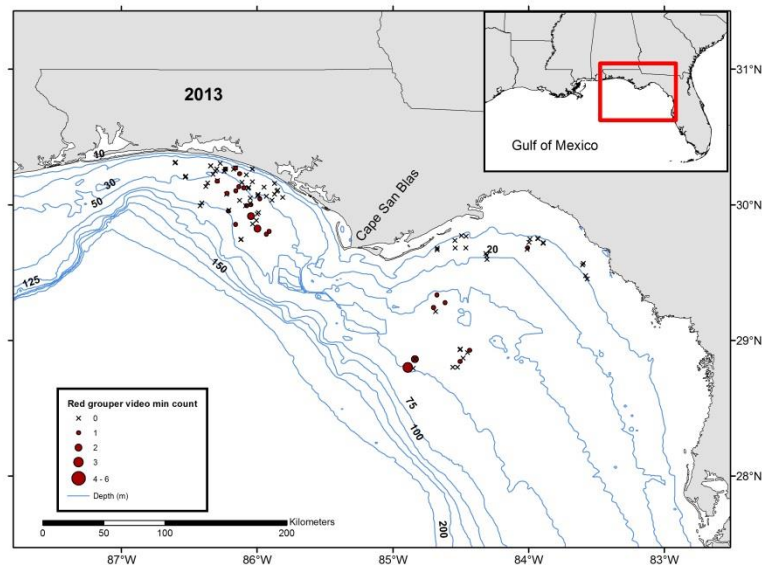 2013
Gulf of Mexico
Cape San Blas
10
30
50
125
150
20
75
100
200
Red grouper video min count
0
1
2
3
4 - 6
Depth (m)
Kilometers
0 50 100 200
31°N
30°N
29°N
28°N
87°W 86°W 85°W 84°W 83°W